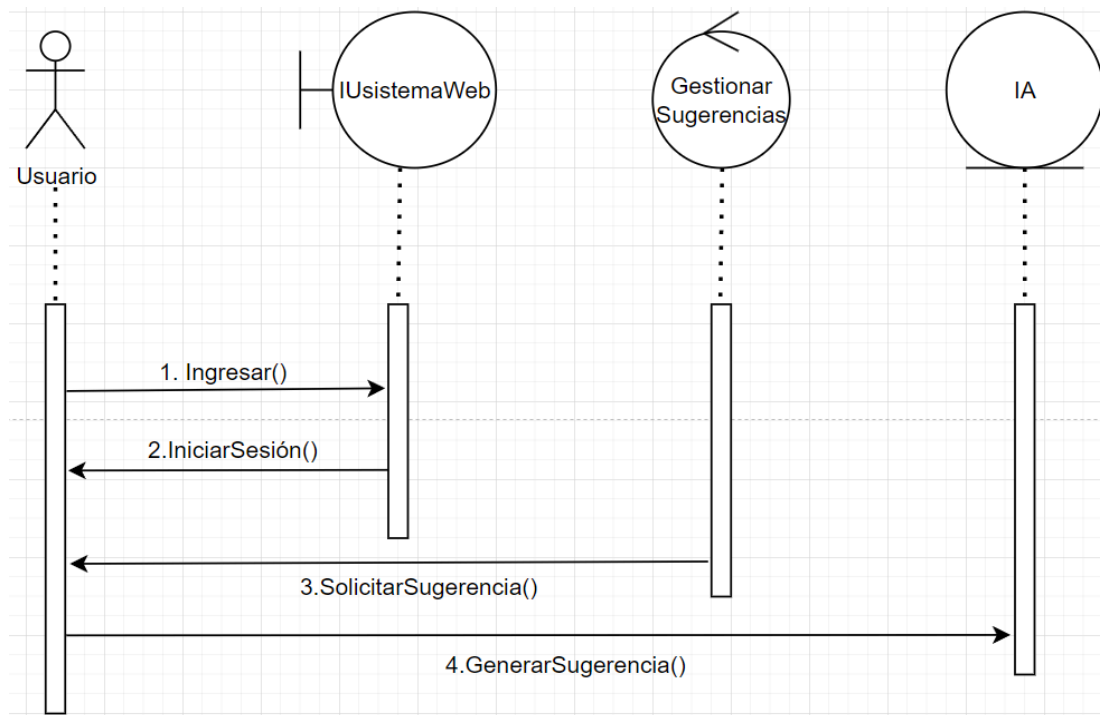 Usuario
IUsistemaWeb
Gestionar
Sugerencias
IA
1. Ingresar()
2.IniciarSesión()
3.SolicitarSugerencia()
4.GenerarSugerencia()